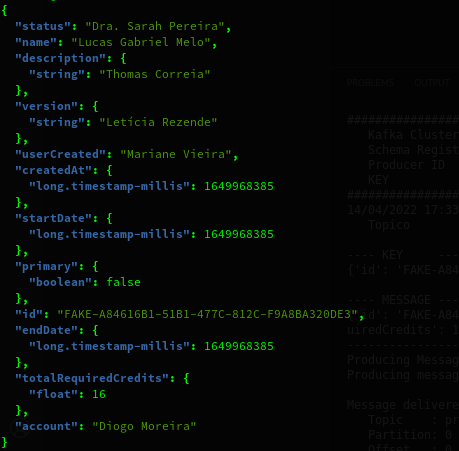 {
  "status": "Dra. Sarah Pereira",
  "name": "Lucas Gabriel Melo",
  "description": {
    "string": "Thomas Correia"
  },
  "version": {
    "string": "Letícia Rezende"
  },
  "userCreated": "Mariane Vieira",
  "createdAt": {
    "long.timestamp-millis": 1649968385
  },
  "startDate": {
    "long.timestamp-millis": 1649968385
  },
  "primary": {
    "boolean": false
  },
  "id": "FAKE-A84616B1-51B1-477C-812C-F9A8BA320DE3",
  "endDate": {
    "long.timestamp-millis": 1649968385
  },
  "totalRequiredCredits": {
    "float": 16
  },
  "account": "Diogo Moreira"
}
PROBLEMS OUTPUT
#################
Kafka Cluster
Schema Regist
Producer ID
KEY
#################
14/04/2022 17:33
Topico
---- KEY ---
{'id': 'FAKE-A84
---- MESSAGE ---
'id': 'FAKE-A84
uiredCredits': 1
----------------
Producing Messag
Producing messag
Message delivera
Topic : pr
Partition: 0
Offset : 0